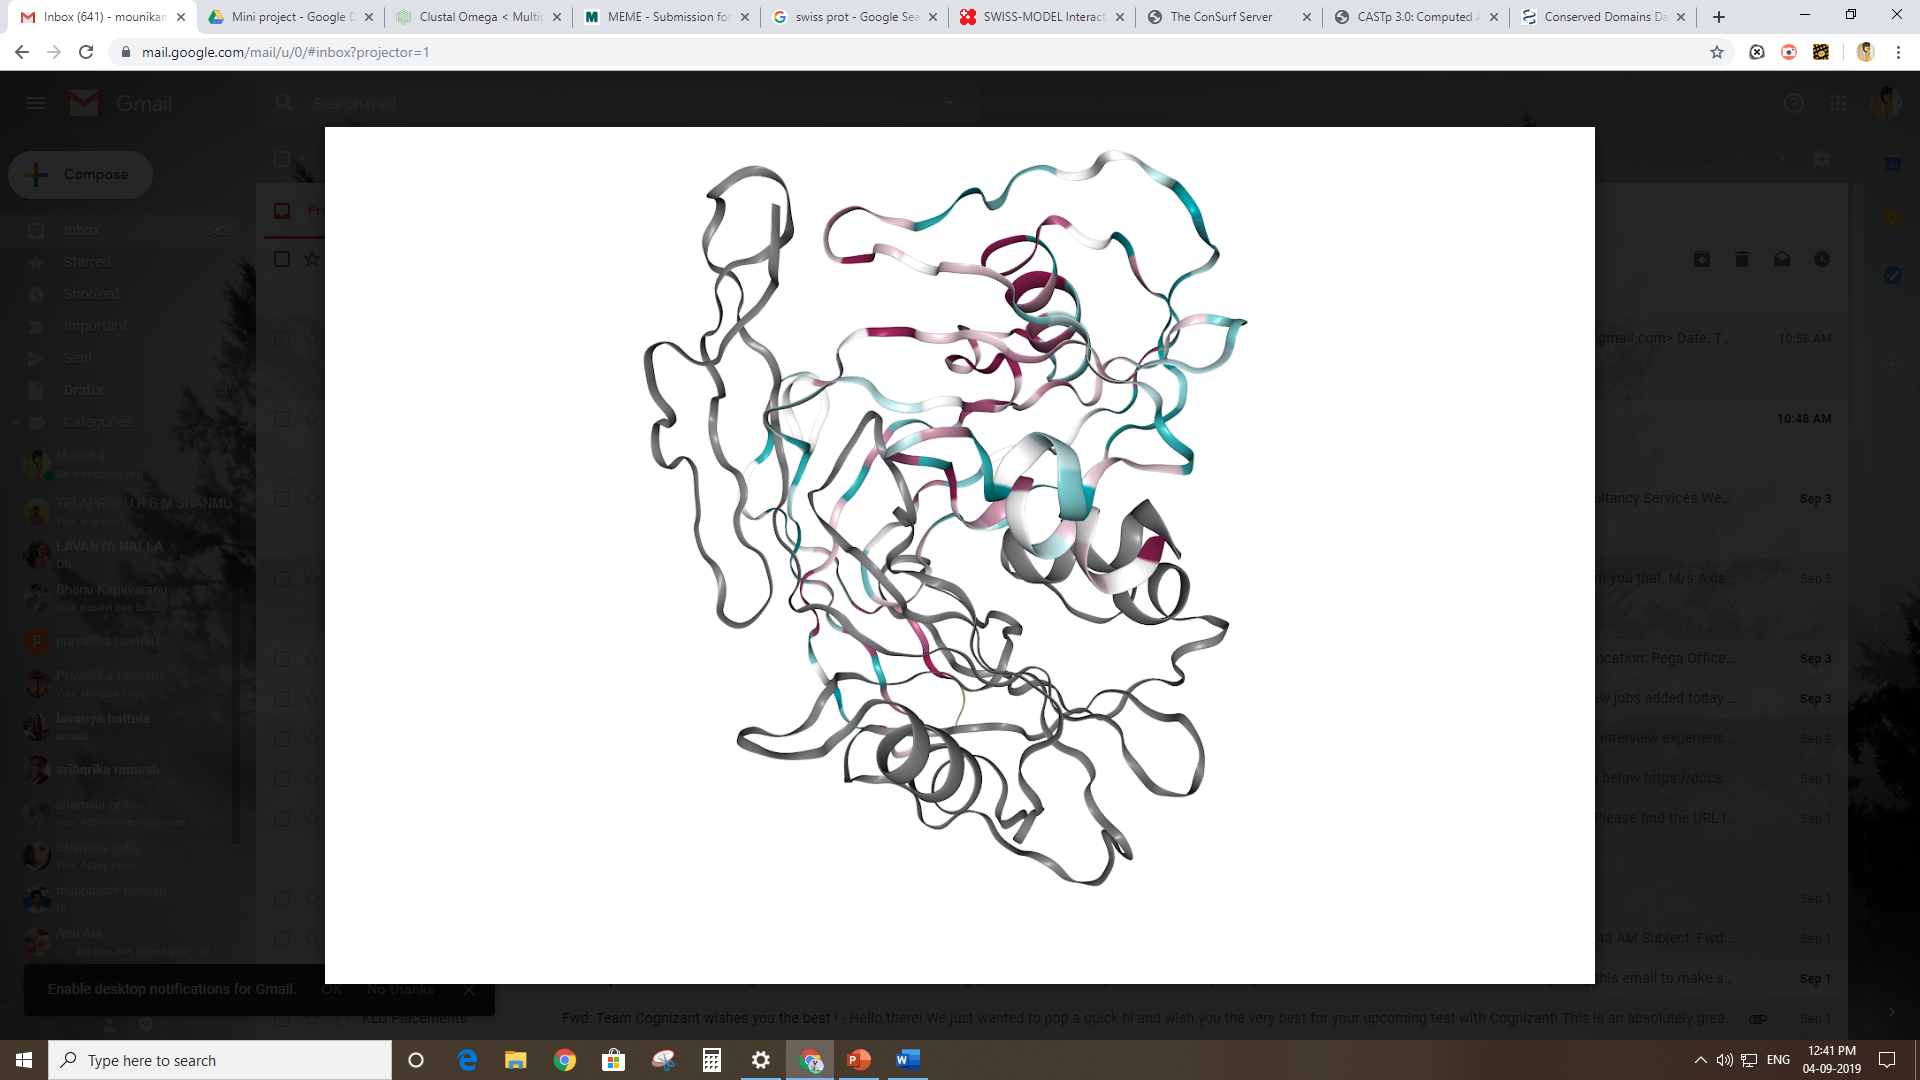 Inbox (641) - mounikan
Mini project - Google D
Clustal Omega < Multip
MEME - Submission for
swiss prot - Google Sea
SWISS-MODEL Interact
The ConSurf Server
CASTp 3.0: Computed A
Conserved Domains Da
mail.google.com/mail/u/0/#inbox?projector=1
Gmail
Search mail
Compose
Inbox
642
Starred
Snoozed
Important
Sent
Drafts
3
Categories
Pri
gmail.com> Date: T...
10:58 AM
10:48 AM
Mounika
TELAPROLU R B M SHANMU
LAVANYA NALLA
Oh
Bhanu Kapavarapu
pravallika tanneru
Pravallika Tanniru
lavanya battula
sriharika ramesh
sharmila golla
Sharmila golla
muppasani ramesh
Hi
Anu Ala
ultancy Services We...
Sep 3
m you that, M/s Axis...
Sep 3
ocation: Pega Office...
Sep 3
ew jobs added today ...
Sep 3
interview experienc...
Sep 2
below https://docs...
Sep 1
Please find the URL l...
Sep 1
Sep 1
43 AM Subject: Fwd:...
Sep 1
this email to make s...
Sep 1
Enable desktop notifications for Gmail.
OK
No thanks
KLU Placements
Fwd: Team Cognizant wishes you the best ! - Hello there! We just wanted to pop a quick hi and wish you the very best for your upcoming test with Cognizant! This is an absolutely grea...
Sep 1
Type here to search
ENG
12:41 PM
04-09-2019